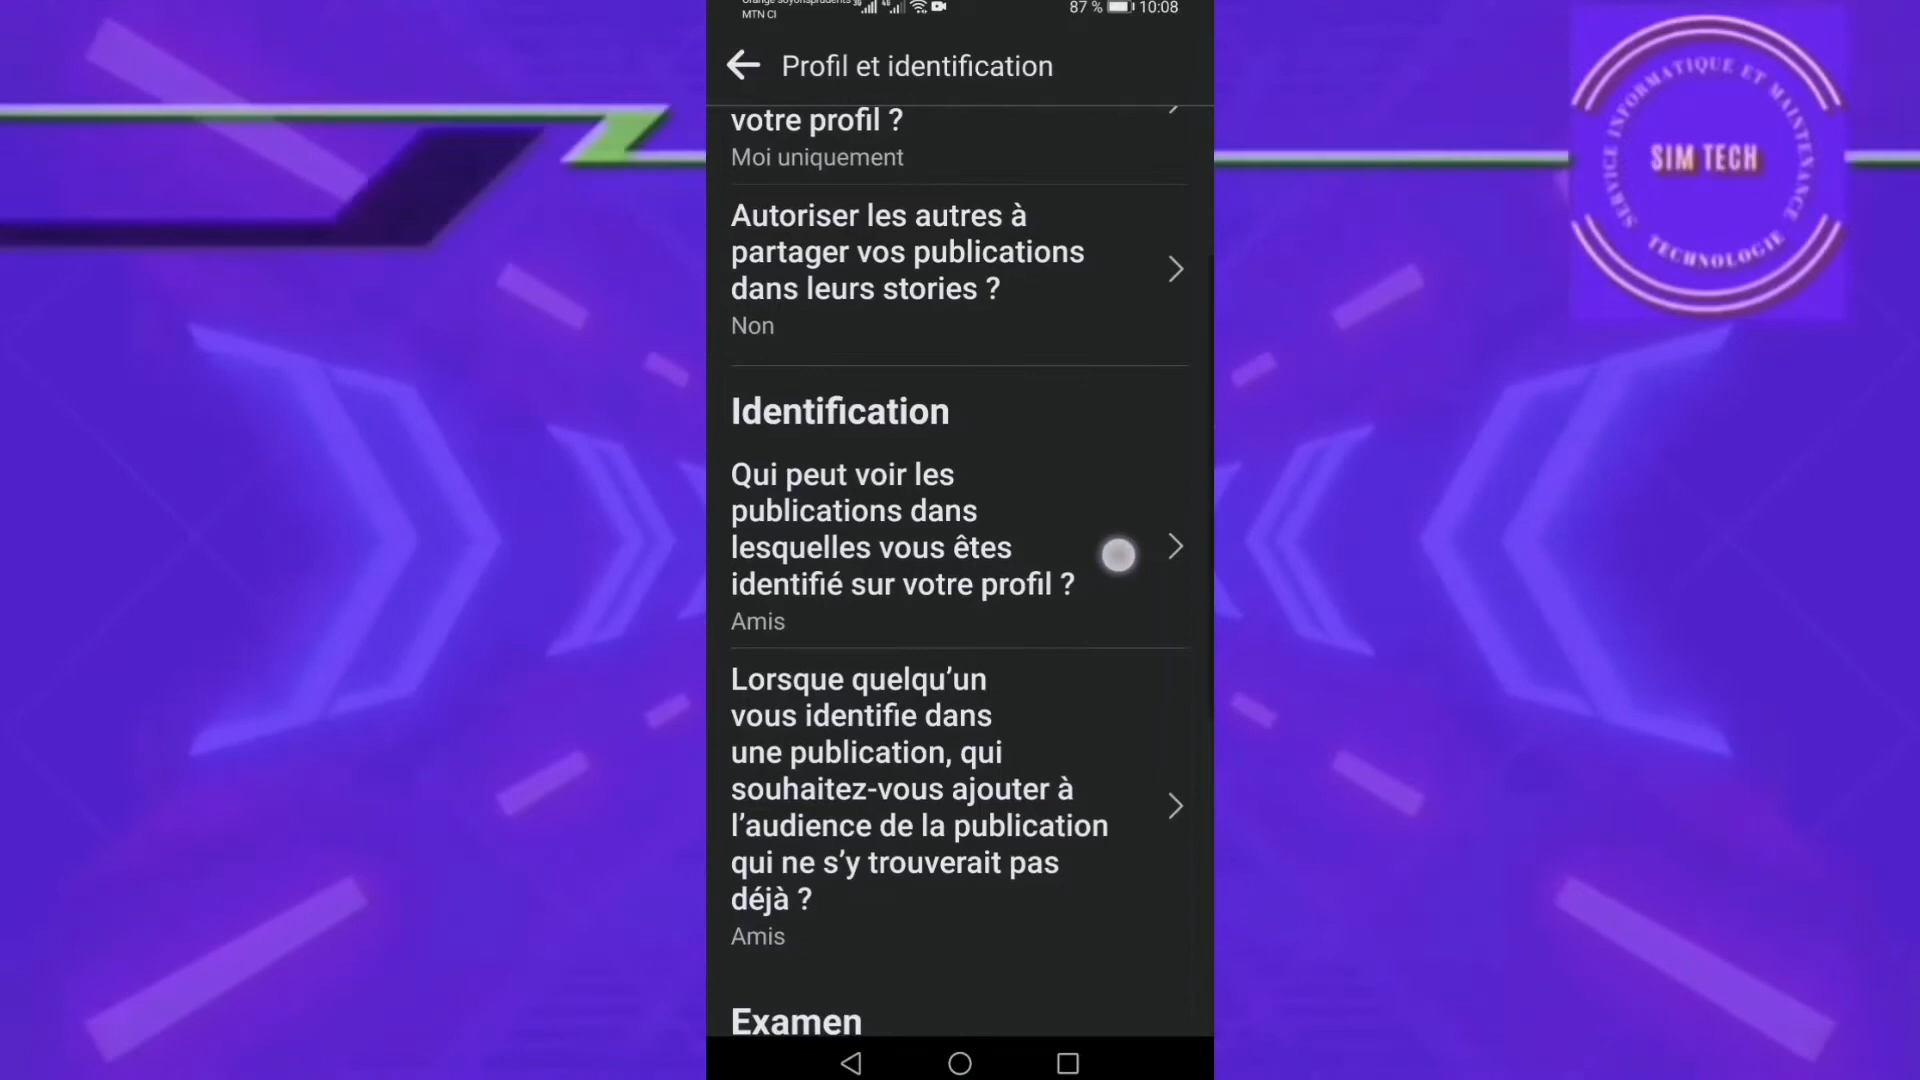 Orange soyonsprudents
MTN CI
87 % 10:08
Profil et identification
votre profil ?
Moi uniquement
Autoriser les autres à
partager vos publications
dans leurs stories ?
Non
Identification
Qui peut voir les
publications dans
lesquelles vous êtes
identifié sur votre profil ?
Amis
Lorsque quelqu’un
vous identifie dans
une publication, qui
souhaitez-vous ajouter à
l’audience de la publication
qui ne s’y trouverait pas
déjà ?
Amis
Examen
SERVICE INFORMATIQUE ET MAINTENANCE
SIM TECH
TECHNOLOGIE